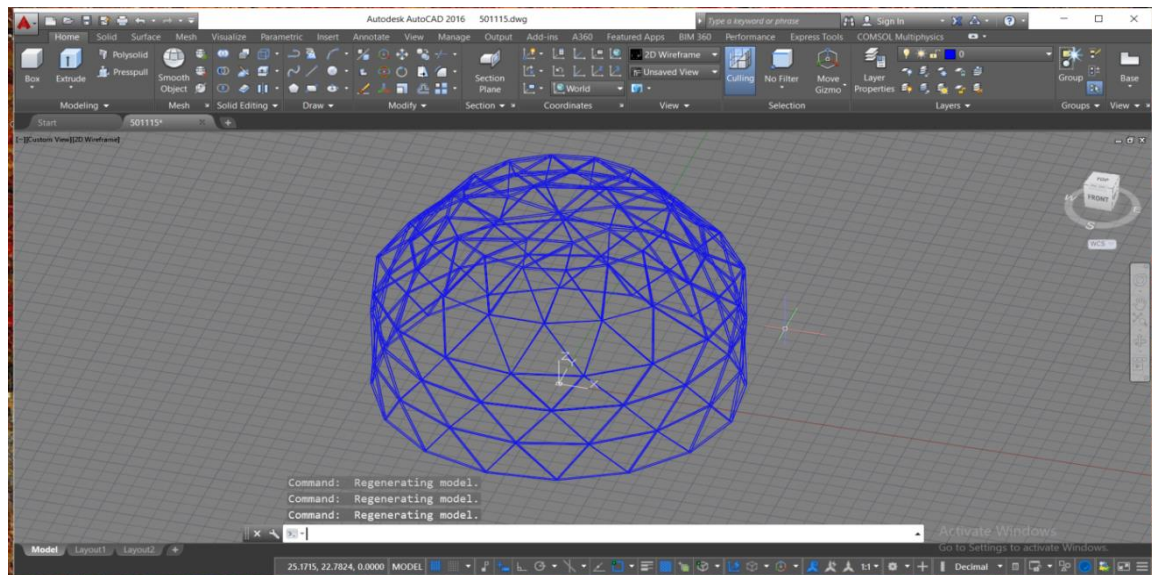 Autodesk AutoCAD 2016 501115.dwg
Type a keyword or phrase
Sign In
Home Solid Surface Mesh Visualize Parametric Insert Annotate View Manage Output Add-ins A360 Featured Apps BIM 360 Performance Express Tools COMSOL Multiphysics
Box
Extrude
Polysolid
Presspull
Smooth Object
Section Plane
World
2D Wireframe
Unsaved View
Culling
No Filter
Move Gizmo
Layer Properties
0
Group
Base
Modeling Mesh Solid Editing Draw Modify Section Coordinates View Selection Layers Groups View
Start 501115*
[-][Custom View][2D Wireframe]
TOP
FRONT
S
E
WCS
Z
X
Command: Regenerating model.
Command: Regenerating model.
Command: Regenerating model.
Activate Windows
Go to Settings to activate Windows.
Model Layout1 Layout2 +
25.1715, 22.7824, 0.0000 MODEL 1:1 Decimal